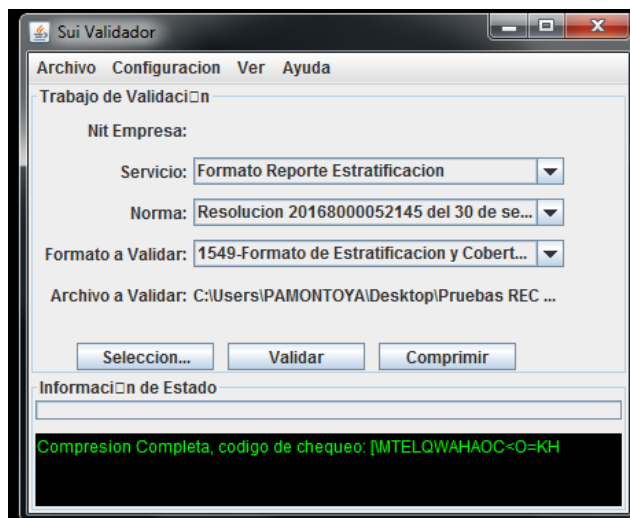 Sui Validador
Archivo Configuracion Ver Ayuda
Trabajo de Validaci□n
Nit Empresa:
Servicio: Formato Reporte Estratificacion
Norma: Resolucion 20168000052145 del 30 de se...
Formato a Validar: 1549-Formato de Estratificacion y Cobert...
Archivo a Validar: C:\Users\PAMONTOYA\Desktop\Pruebas REC ...
Seleccion... Validar Comprimir
Informaci□n de Estado
Compresion Completa, codigo de chequeo: [\MTELQWAHAOC<O=KH